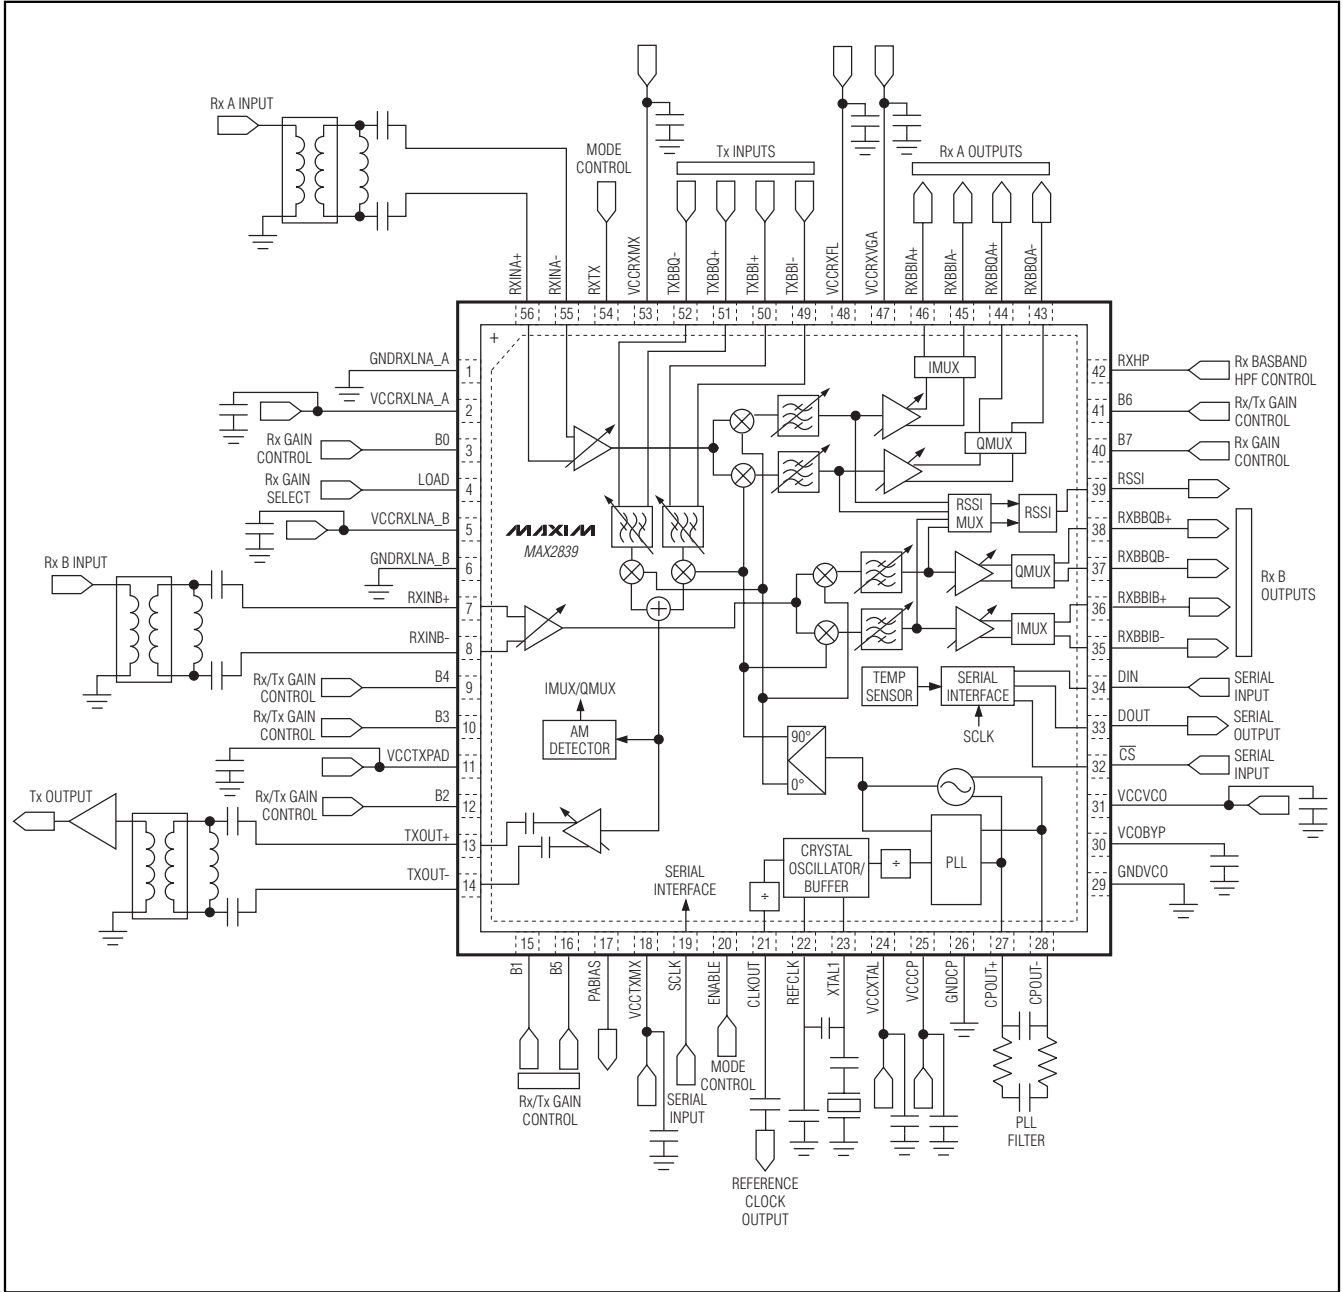 Rx A INPUT
MODE
CONTROL
Tx INPUTS
Rx A OUTPUTS
RXINA+
RXINA-
RXTX
VCCRXMX
TXBBQ-
TXBBQ+
TXBBI+
TXBBI-
VCCRXFL
VCCRXVGA
RXBBIA+
RXBBIA-
RXBBQA+
RXBBQA-
56
55
54
53
52
51
50
49
48
47
46
45
44
43
+
GNDRXLNA_A
1
VCCRXLNA_A
2
Rx GAIN
CONTROL
B0
3
Rx GAIN
SELECT
LOAD
4
VCCRXLNA_B
5
GNDRXLNA_B
6
Rx B INPUT
RXINB+
7
RXINB-
8
Rx/Tx GAIN
CONTROL
B4
9
Rx/Tx GAIN
CONTROL
B3
10
VCCTXPAD
11
Rx/Tx GAIN
CONTROL
B2
12
Tx OUTPUT
TXOUT+
13
TXOUT-
14
IMUX
QMUX
RSSI
MUX
RSSI
MAXIM
MAX2839
QMUX
IMUX
TEMP
SENSOR
SERIAL
INTERFACE
SCLK
IMUX/QMUX
AM
DETECTOR
90°
0°
CRYSTAL
OSCILLATOR/
BUFFER
÷
PLL
÷
SERIAL
INTERFACE
42
RXHP
Rx BASBAND
HPF CONTROL
41
B6
Rx/Tx GAIN
CONTROL
40
B7
Rx GAIN
CONTROL
39
RSSI
38
RXBBQB+
37
RXBBQB-
36
RXBBIB+
35
RXBBIB-
Rx B
OUTPUTS
34
DIN
SERIAL
INPUT
33
DOUT
SERIAL
OUTPUT
32
CS
SERIAL
INPUT
31
VCCVCO
30
VCOBYP
29
GNDVCO
15
16
17
18
19
20
21
22
23
24
25
26
27
28
B1
B5
PABIAS
VCCTXMX
SCLK
ENABLE
CLKOUT
REFCLK
XTAL1
VCCXTAL
VCCCP
GNDCP
CPOUT+
CPOUT-
Rx/Tx GAIN
CONTROL
SERIAL
INPUT
MODE
CONTROL
REFERENCE
CLOCK
OUTPUT
PLL
FILTER